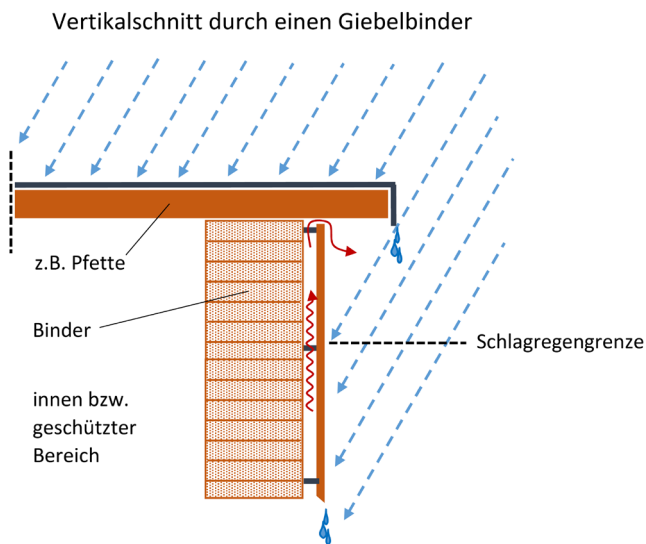 Vertikalschnitt durch einen Giebelbinder
z.B. Pfette
Binder
Schlagregengrenze
innen bzw.
geschützter
Bereich